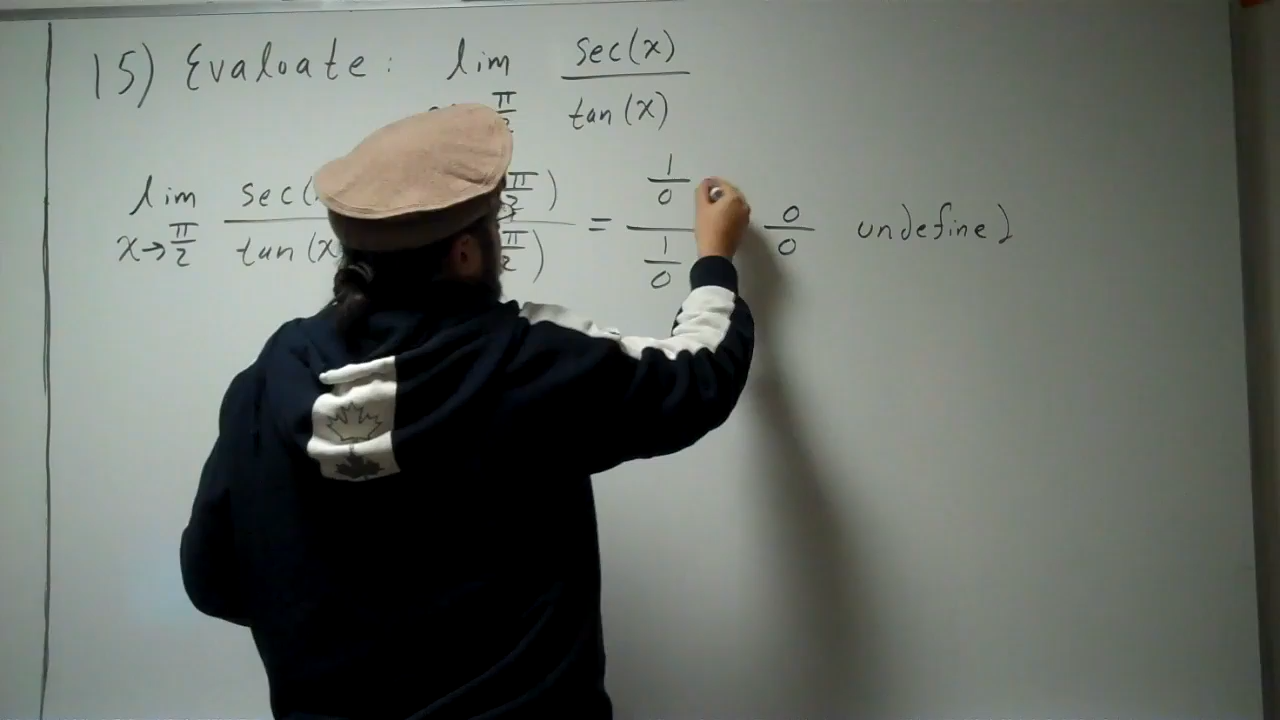 15) Evaluate: lim sec(x)/tan(x)
π/2
lim x→π/2 sec( / tan(x π/2) / π/2) = 1/0 / 1/0 0/0 undefined